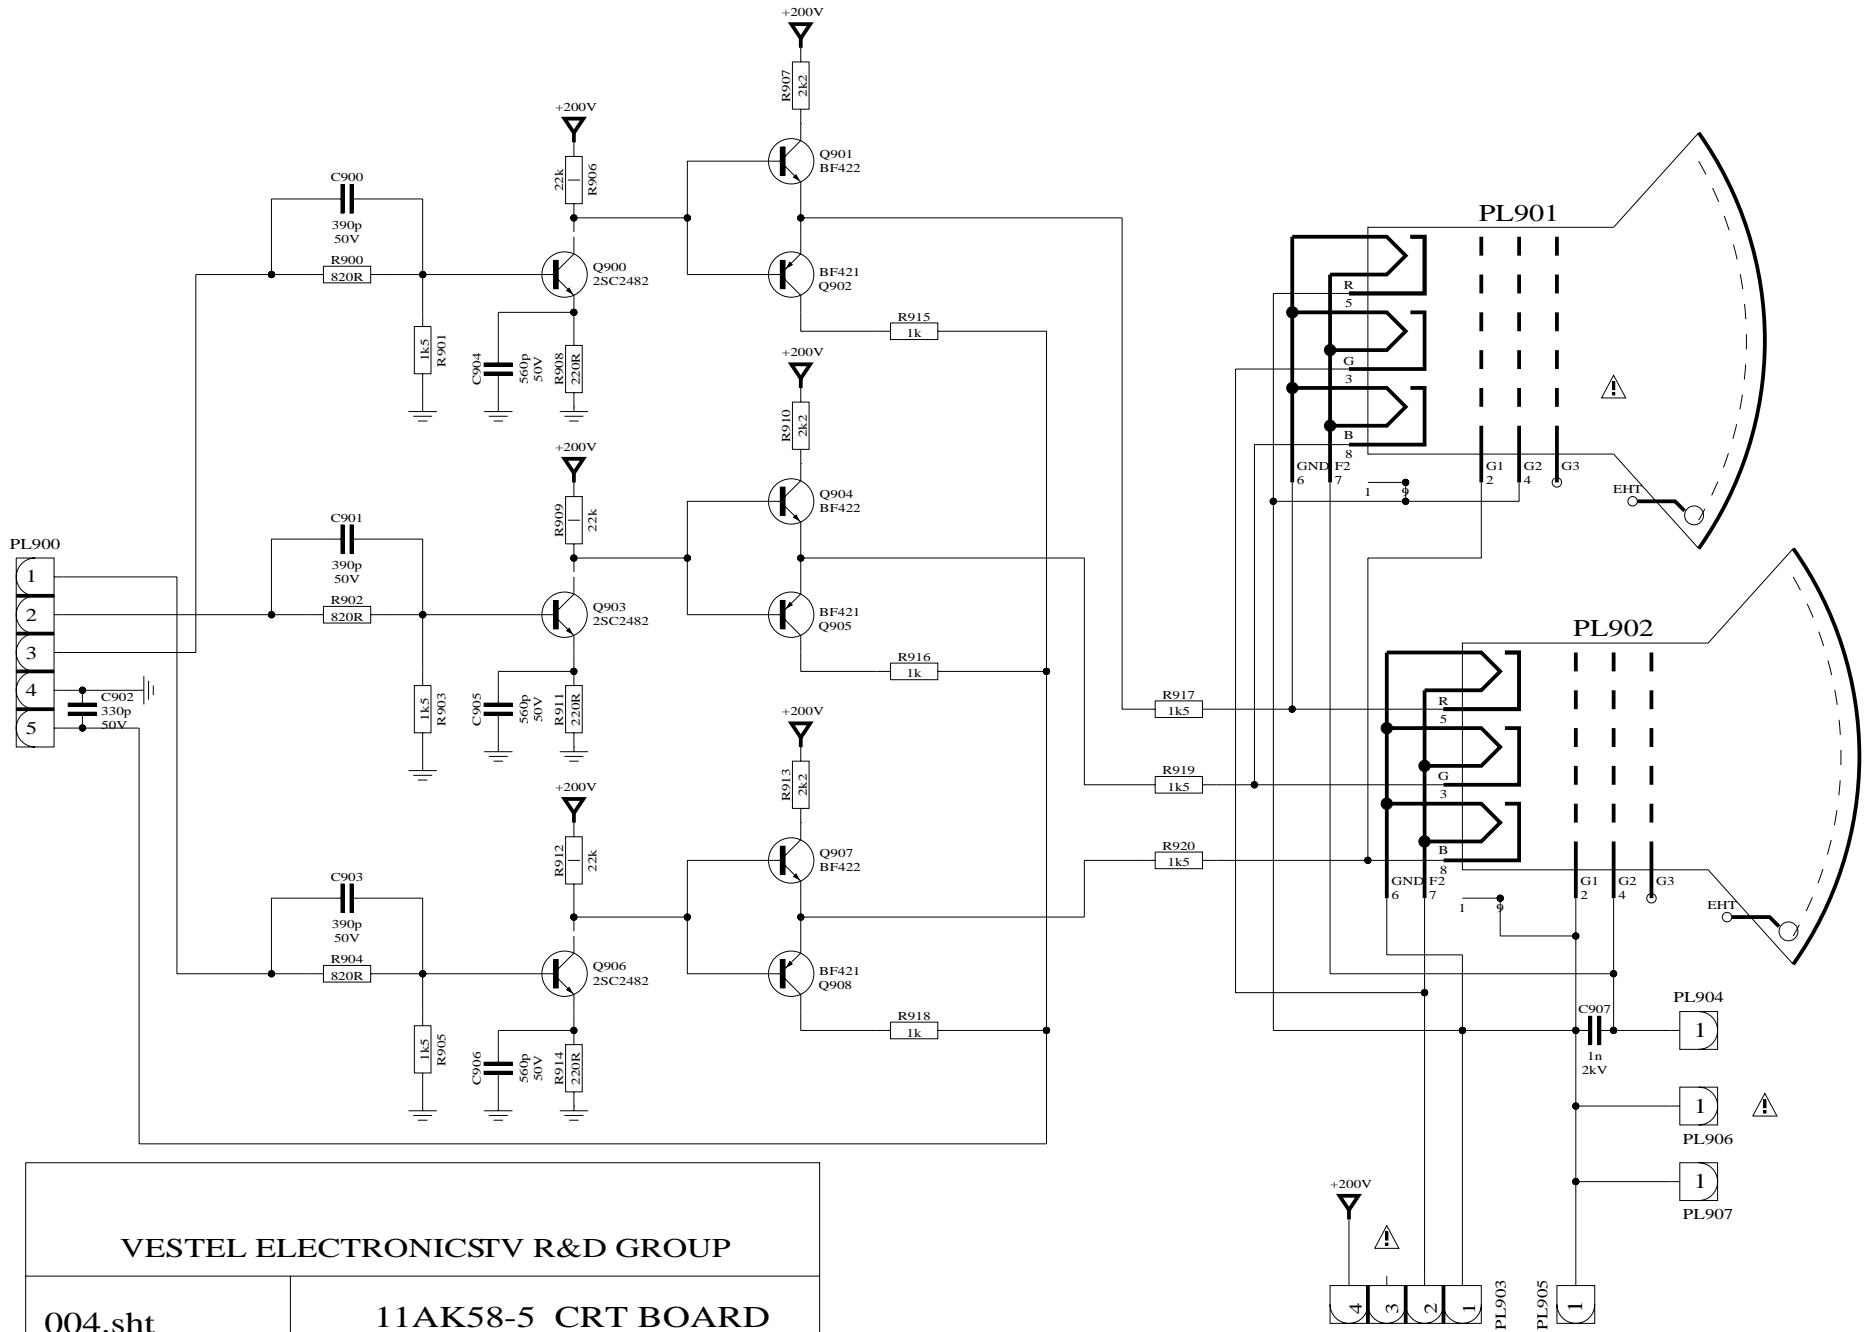 +200V
R907
2k2
+200V
22k
R906
Q901
BF422
C900
390p
50V
R900
820R
Q900
2SC2482
BF421
Q902
1k5
R901
C904
560p
50V
R908
220R
R915
1k
+200V
R910
2k2
+200V
R909
22k
Q904
BF422
C901
390p
50V
R902
820R
Q903
2SC2482
BF421
Q905
1k5
R903
C905
560p
50V
R911
220R
R916
1k
PL900
1
2
3
4
5
C902
330p
50V
+200V
R913
2k2
+200V
R912
22k
Q907
BF422
C903
390p
50V
R904
820R
Q906
2SC2482
BF421
Q908
1k5
R905
C906
560p
50V
R914
220R
R918
1k
R917
1k5
R919
1k5
R920
1k5
PL901
R
5
G
3
B
8
GND F2
6 7
1 9
G1
2
G2
4
G3
EHT
!
PL902
R
5
G
3
B
8
GND F2
6 7
1 9
G1
2
G2
4
G3
EHT
C907
1n
2kV
PL904
1
1
PL906
!
1
PL907
+200V
!
4
3
2
1
PL903
PL905
1
VESTEL ELECTRONICSTV R&D GROUP
004.sht
11AK58-5 CRT BOARD